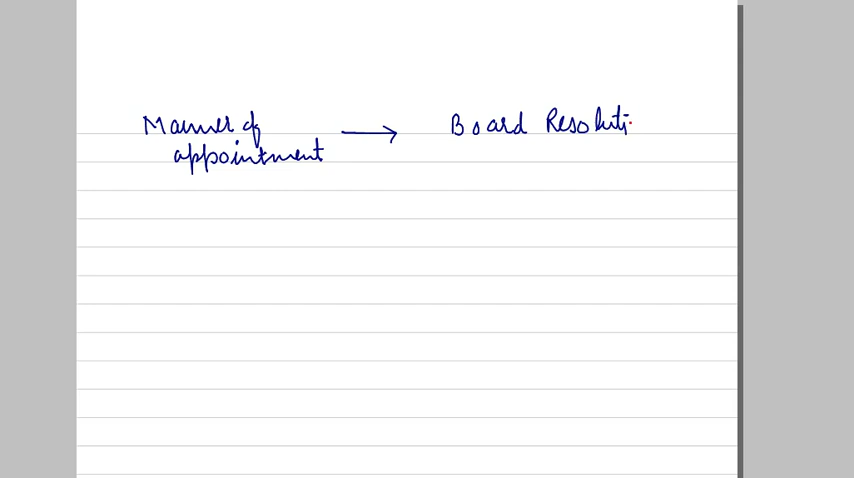 Manner of → Board Resoluti
appointment